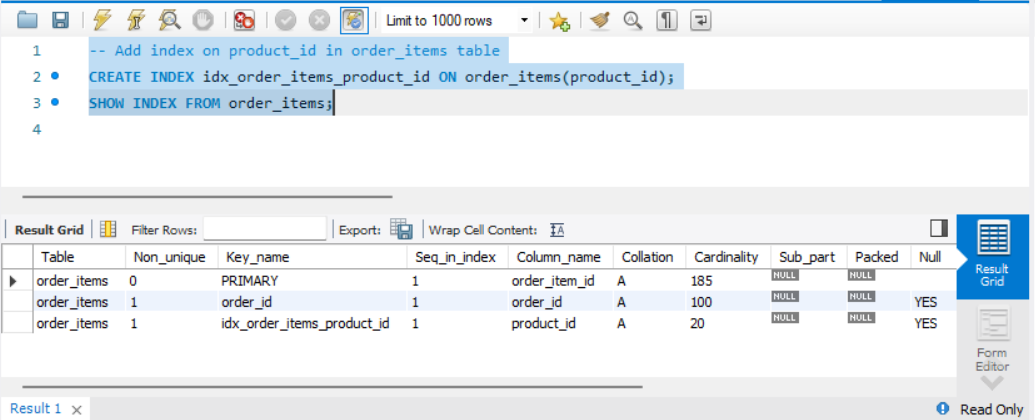 Limit to 1000 rows
1 -- Add index on product_id in order_items table
2 CREATE INDEX idx_order_items_product_id ON order_items(product_id);
3 SHOW INDEX FROM order_items;
4
Result Grid Filter Rows: Export: Wrap Cell Content: IA
Table Non_unique Key_name Seq_in_index Column_name Collation Cardinality Sub_part Packed Null
order_items 0 PRIMARY 1 order_item_id A 185 NULL NULL
order_items 1 order_id 1 order_id A 100 NULL NULL YES
order_items 1 idx_order_items_product_id 1 product_id A 20 NULL NULL YES
Result
Grid
Form
Editor
Result 1
Read Only